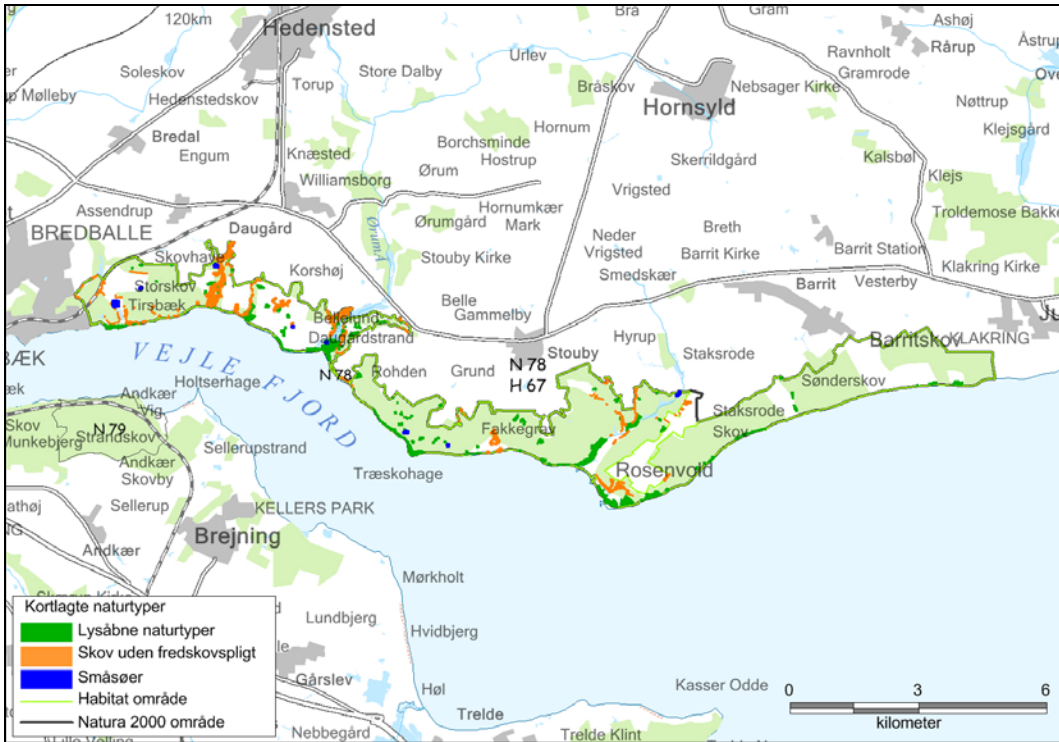 120km
Hedensted
Bra
Gram
Ashøj
Rårup
Åstrup
Soleskov
Store Dalby
Urlev
Ravnholt
Gramrode
Torup
Bråskov
Nebsager Kirke
Mølleby
Hedenstedskov
Hornsyld
Nøttrup
Bredal
Hornum
Klejsgård
Engum
Knæsted
Borchsminde
Hostrup
Skerrildgård
Kalsbøl
Williamsborg
Ørum
Vrigsted
Klejs
Assendrup
Hornumkær
Mark
Ørumgård
Troldemose Bakke
BREDBALLE
Daugård
Ørum Å
Breth
Neder
Vrigsted
Barrit Kirke
Barrit Station
Skovhave
Korshøj
Stouby Kirke
Smedskær
Klakring Kirke
Storskov
Tirsbæk
Belle
Gammelby
Barrit
Vesterby
Bellelund
Daugårdstrand
Hyrup
Barritskov
KLAKRING
BÆK
VEJLE FJORD
N 78
Rohden
Grund
Stouby
N 78
H 67
Staksrode
Sønderskov
Andkær
Vig
Holtserhage
Skov
Munkebjerg
N 79
Strandskov
Sellerupstrand
Fakkegrav
Staksrode
Skov
Andkær
Skovby
Træskohage
Rosenvold
Sellerup
KELLERS PARK
Andkær
Brejning
Mørkholt
Kortlagte naturtyper
Lysåbne naturtyper
Skov uden fredskovspligt
Småsøer
Habitat område
Natura 2000 område
Lundbjerg
Hvidbjerg
Gårslev
Høl
Trelde
Nebbegård
Kasser Odde
Trelde Klint
0 3 6
kilometer